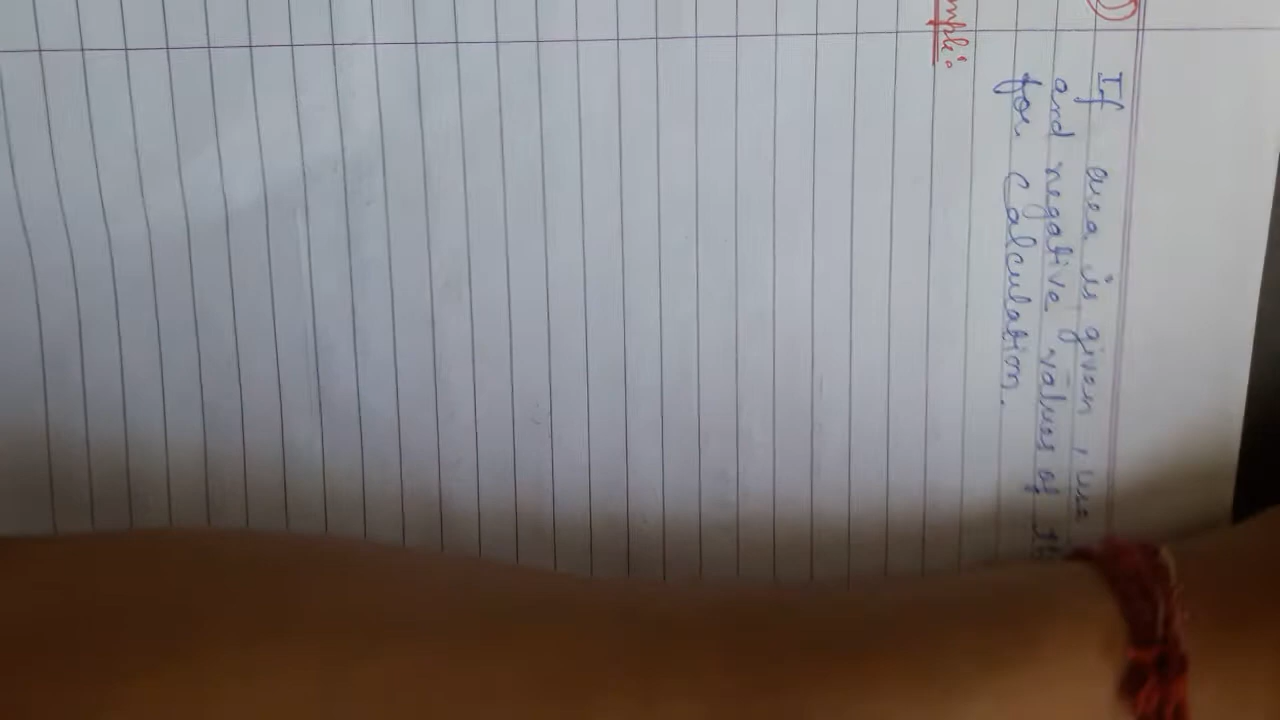 If area is given, use
and negative values of
for calculation.